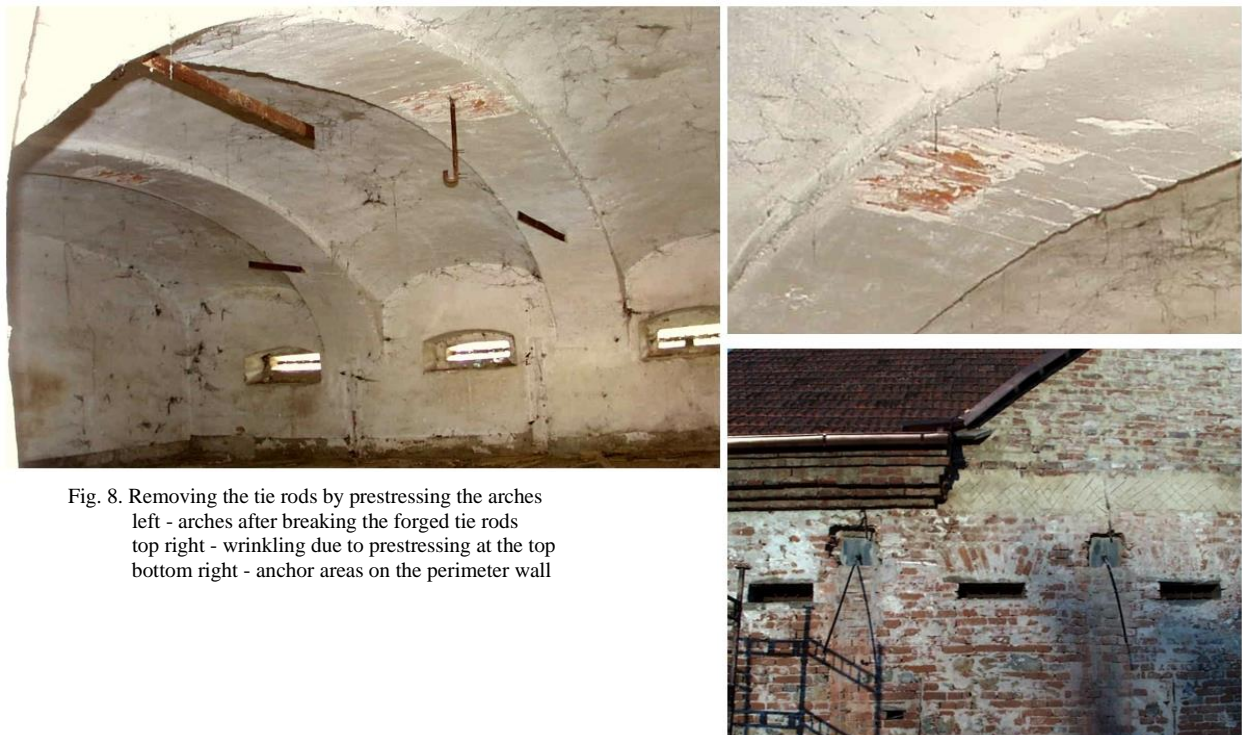 Fig. 8. Removing the tie rods by prestressing the arches
left - arches after breaking the forged tie rods
top right - wrinkling due to prestressing at the top
bottom right - anchor areas on the perimeter wall